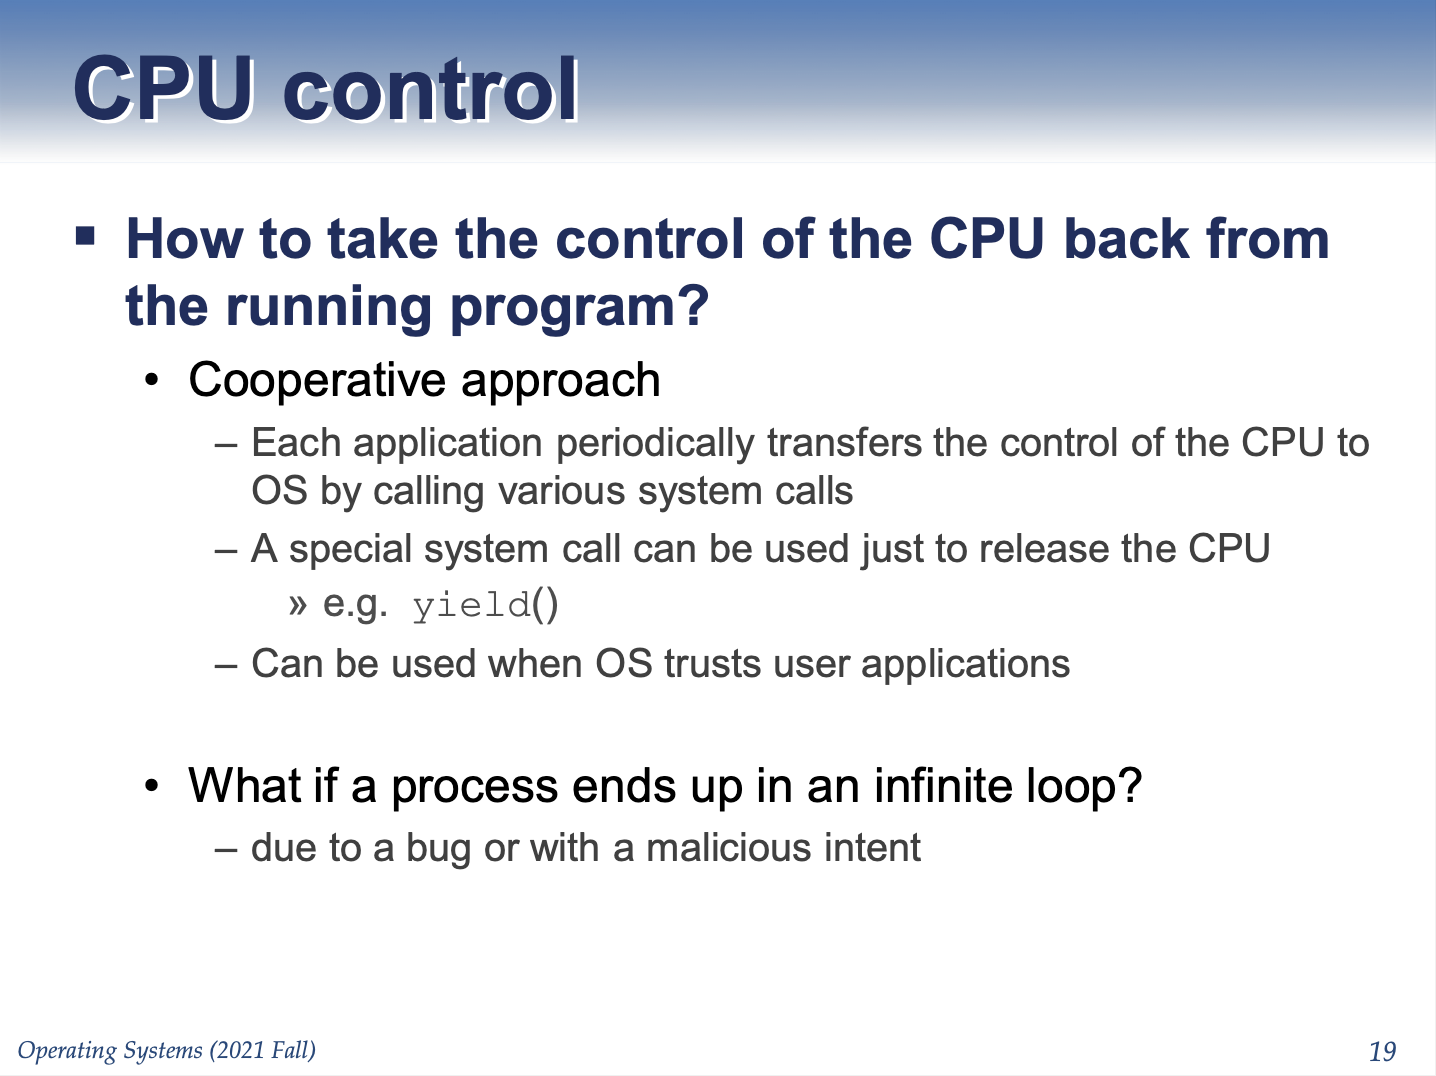 CPU control
▪ How to take the control of the CPU back from
the running program?
• Cooperative approach
– Each application periodically transfers the control of the CPU to
OS by calling various system calls
– A special system call can be used just to release the CPU
» e.g. yield()
– Can be used when OS trusts user applications
• What if a process ends up in an infinite loop?
– due to a bug or with a malicious intent
Operating Systems (2021 Fall)
19